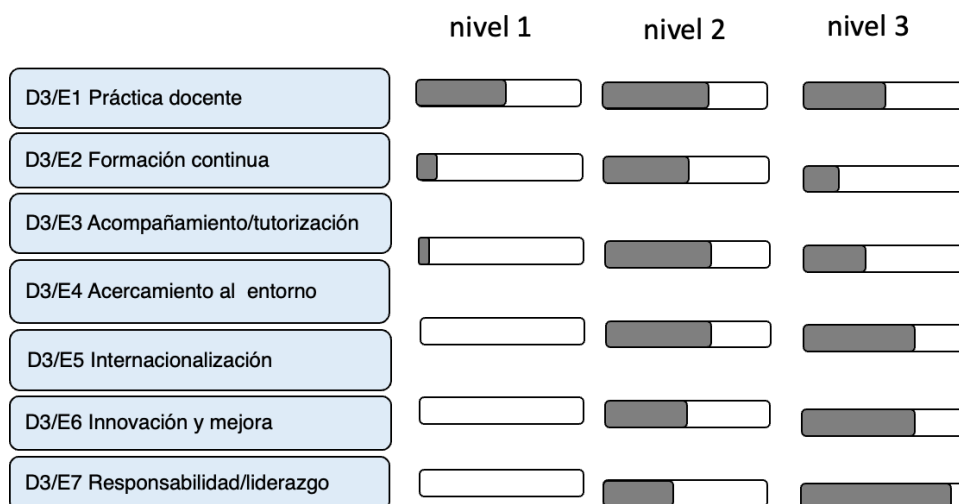 nivel 1 nivel 2 nivel 3
D3/E1 Práctica docente
D3/E2 Formación continua
D3/E3 Acompañamiento/tutorización
D3/E4 Acercamiento al entorno
D3/E5 Internacionalización
D3/E6 Innovación y mejora
D3/E7 Responsabilidad/liderazgo